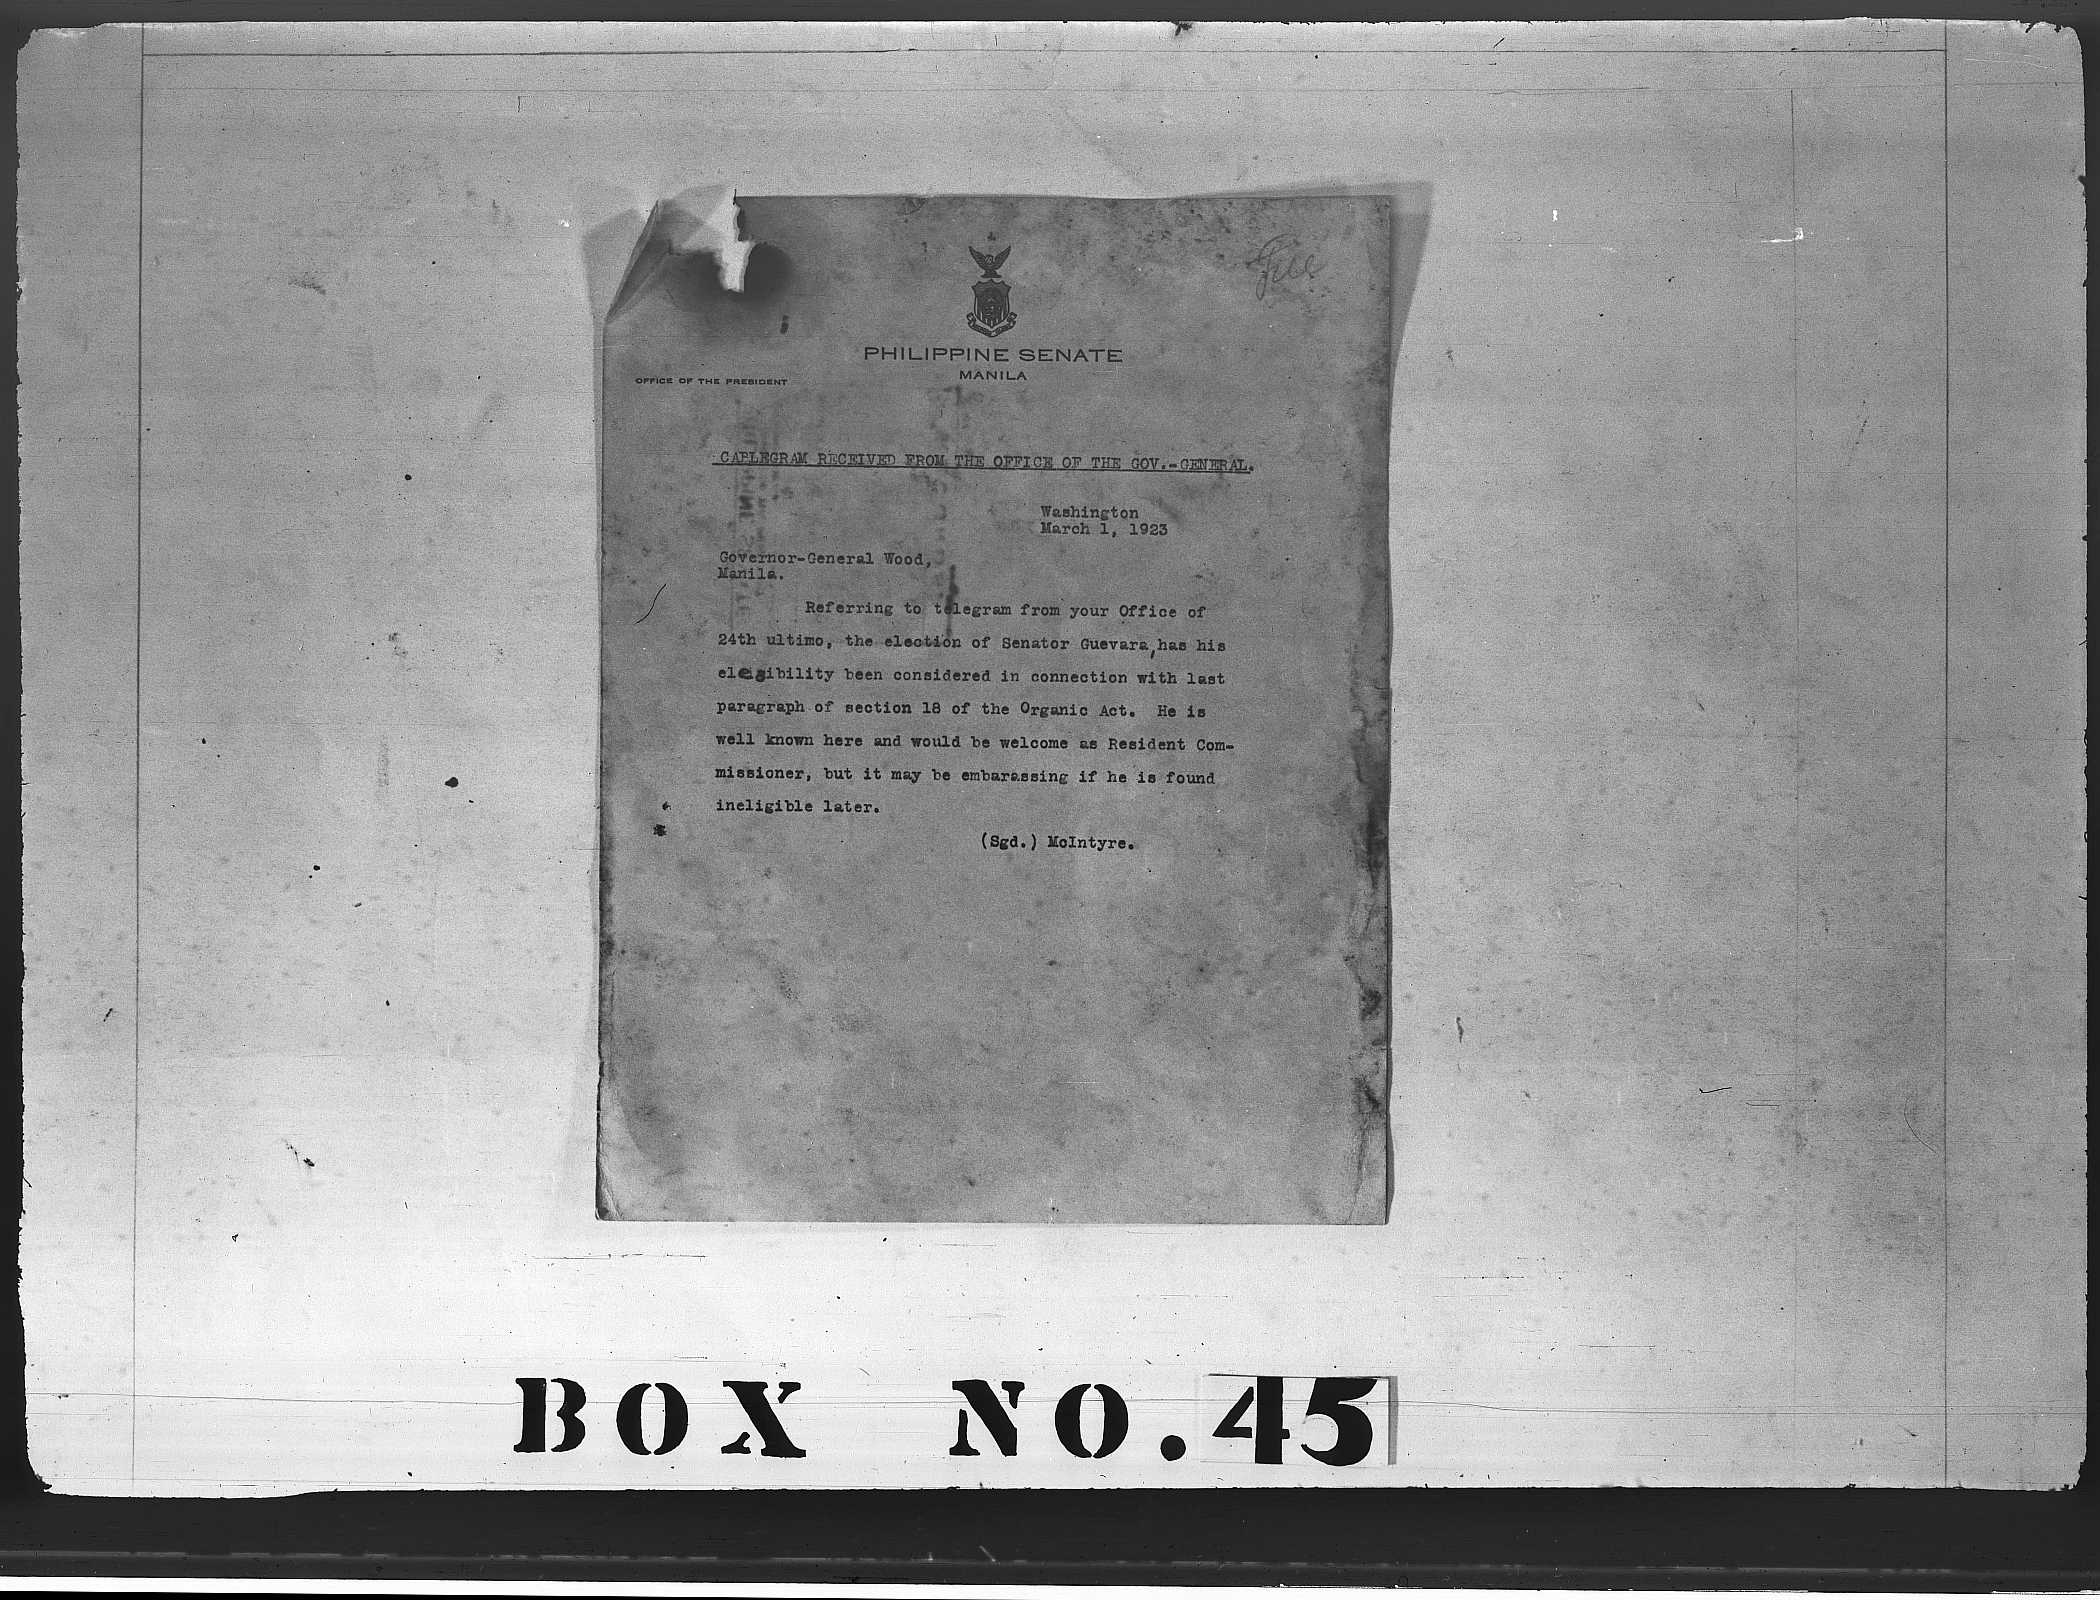 File
PHILIPPINE SENATE
MANILA
OFFICE OF THE PRESIDENT
CABLEGRAM RECEIVED FROM THE OFFICE OF THE GOV.-GENERAL.
Washington
March 1, 1923
Governor-General Wood,
Manila.
Referring to telegram from your Office of
24th ultimo, the election of Senator Guevara, has his
eleigibility been considered in connection with last
paragraph of section 18 of the Organic Act. He is
well known here and would be welcome as Resident Com-
missioner, but it may be embarassing if he is found
ineligible later.
(Sgd.) McIntyre.
BOX NO. 45